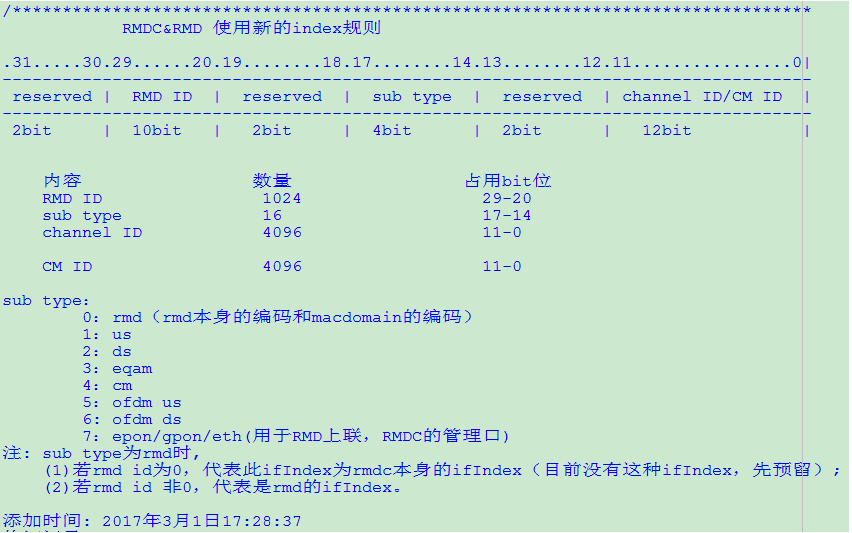 /********************************************************************************
RMDC&RMD 使用新的index规则
.31.....30.29......20.19........18.17........14.13........12.11................0|
--------------------------------------------------------------------------------
reserved | RMD ID | reserved | sub type | reserved | channel ID/CM ID |
--------------------------------------------------------------------------------
2bit | 10bit | 2bit | 4bit | 2bit | 12bit |
内容 数量 占用bit位
RMD ID 1024 29-20
sub type 16 17-14
channel ID 4096 11-0
CM ID 4096 11-0
sub type:
0: rmd（rmd本身的编码和macdomain的编码）
1: us
2: ds
3: eqam
4: cm
5: ofdm us
6: ofdm ds
7: epon/gpon/eth(用于RMD上联，RMDC的管理口)
注: sub type为rmd时,
(1)若rmd id为0，代表此ifIndex为rmdc本身的ifIndex（目前没有这种ifIndex，先预留）;
(2)若rmd id 非0，代表是rmd的ifIndex。
添加时间: 2017年3月1日17:28:37